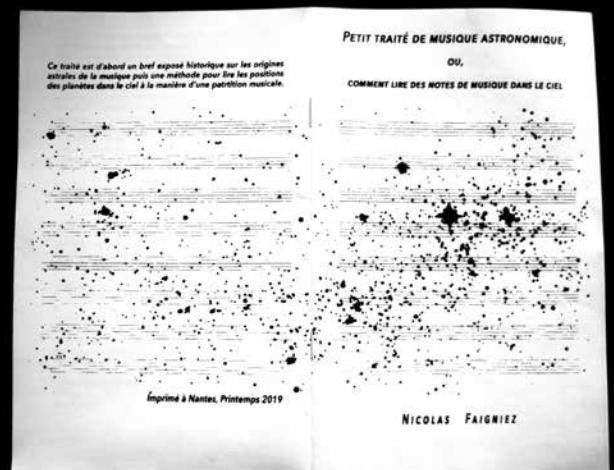 Ce traité est d'abord un bref exposé historique sur les origines
astrales de la musique puis une méthode pour lire les positions
des planètes dans le ciel à la manière d'une patrition musicale.
Imprimé à Nantes, Printemps 2019
PETIT TRAITÉ DE MUSIQUE ASTRONOMIQUE,
OU,
COMMENT LIRE DES NOTES DE MUSIQUE DANS LE CIEL
NICOLAS FAIGNIEZ